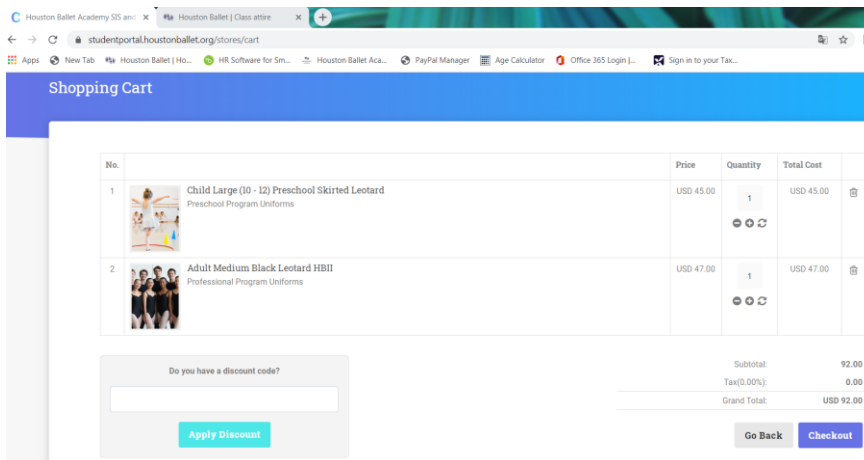 Houston Ballet Academy SIS and
Houston Ballet | Class attire
studentportal.houstonballet.org/stores/cart
Apps New Tab Houston Ballet | Ho... HR Software for Sm... Houston Ballet Aca... PayPal Manager Age Calculator Office 365 Login |... Sign in to your Tax...
Shopping Cart
No. Price Quantity Total Cost
1 Child Large (10 - 12) Preschool Skirted Leotard USD 45.00 1 USD 45.00
Preschool Program Uniforms
2 Adult Medium Black Leotard HBII USD 47.00 1 USD 47.00
Professional Program Uniforms
Do you have a discount code?
Apply Discount
Subtotal: 92.00
Tax(0.00%): 0.00
Grand Total: USD 92.00
Go Back Checkout